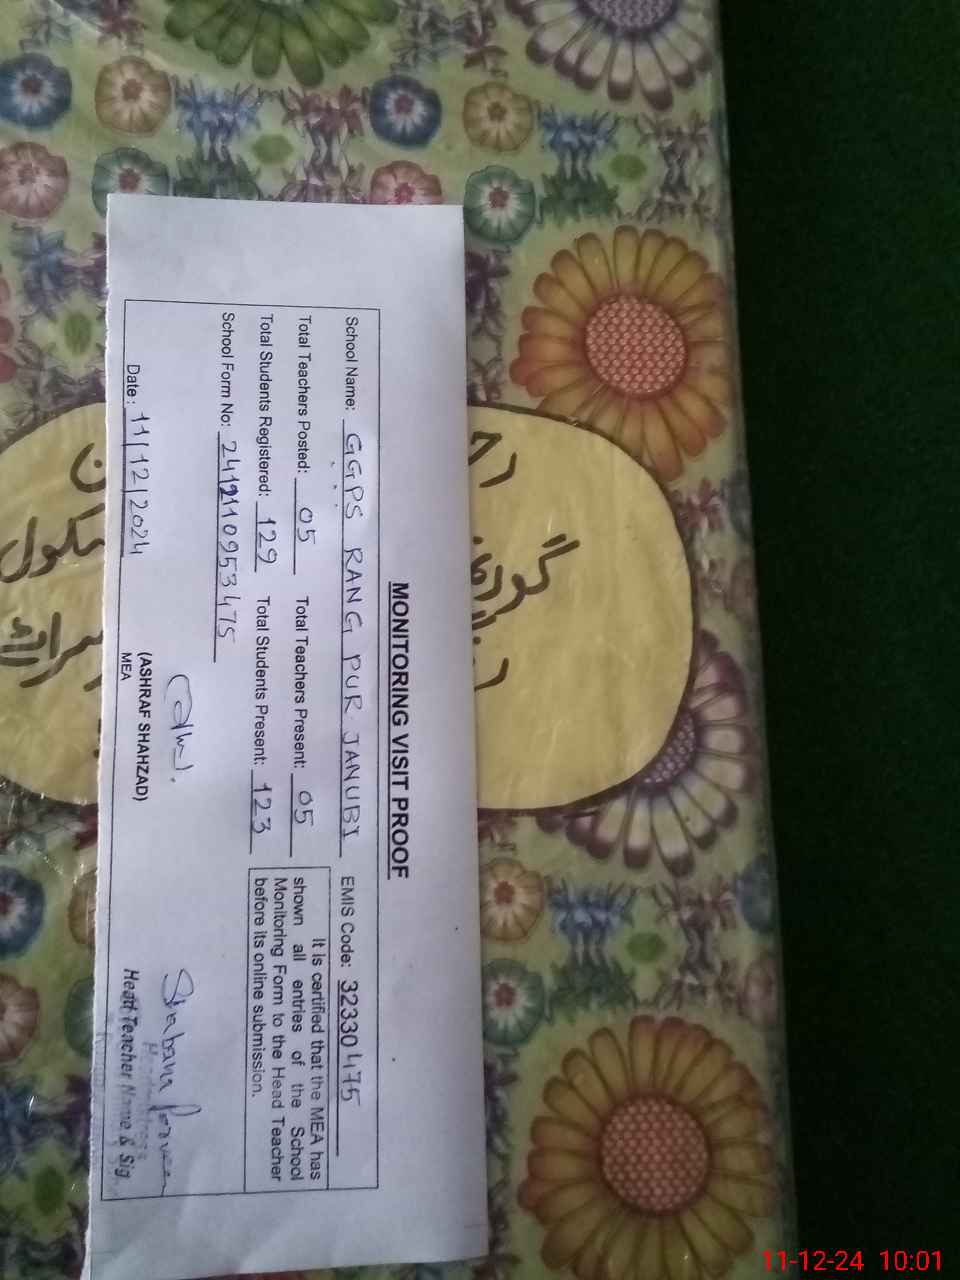 MONITORING VISIT PROOF
School Name: GGPS RANG PUR JANUBI EMIS Code: 32330475
Total Teachers Posted: 05 Total Teachers Present: 05
Total Students Registered: 129 Total Students Present: 123
School Form No: 2412110953475
It is certified that the MEA has
shown all entries of the School
Monitoring Form to the Head Teacher
before its online submission.
Date: 11/12/2024
(ASHRAF SHAHZAD)
MEA
Shabana Perveen
Head Teacher Name & Sig.
11-12-24 10:01